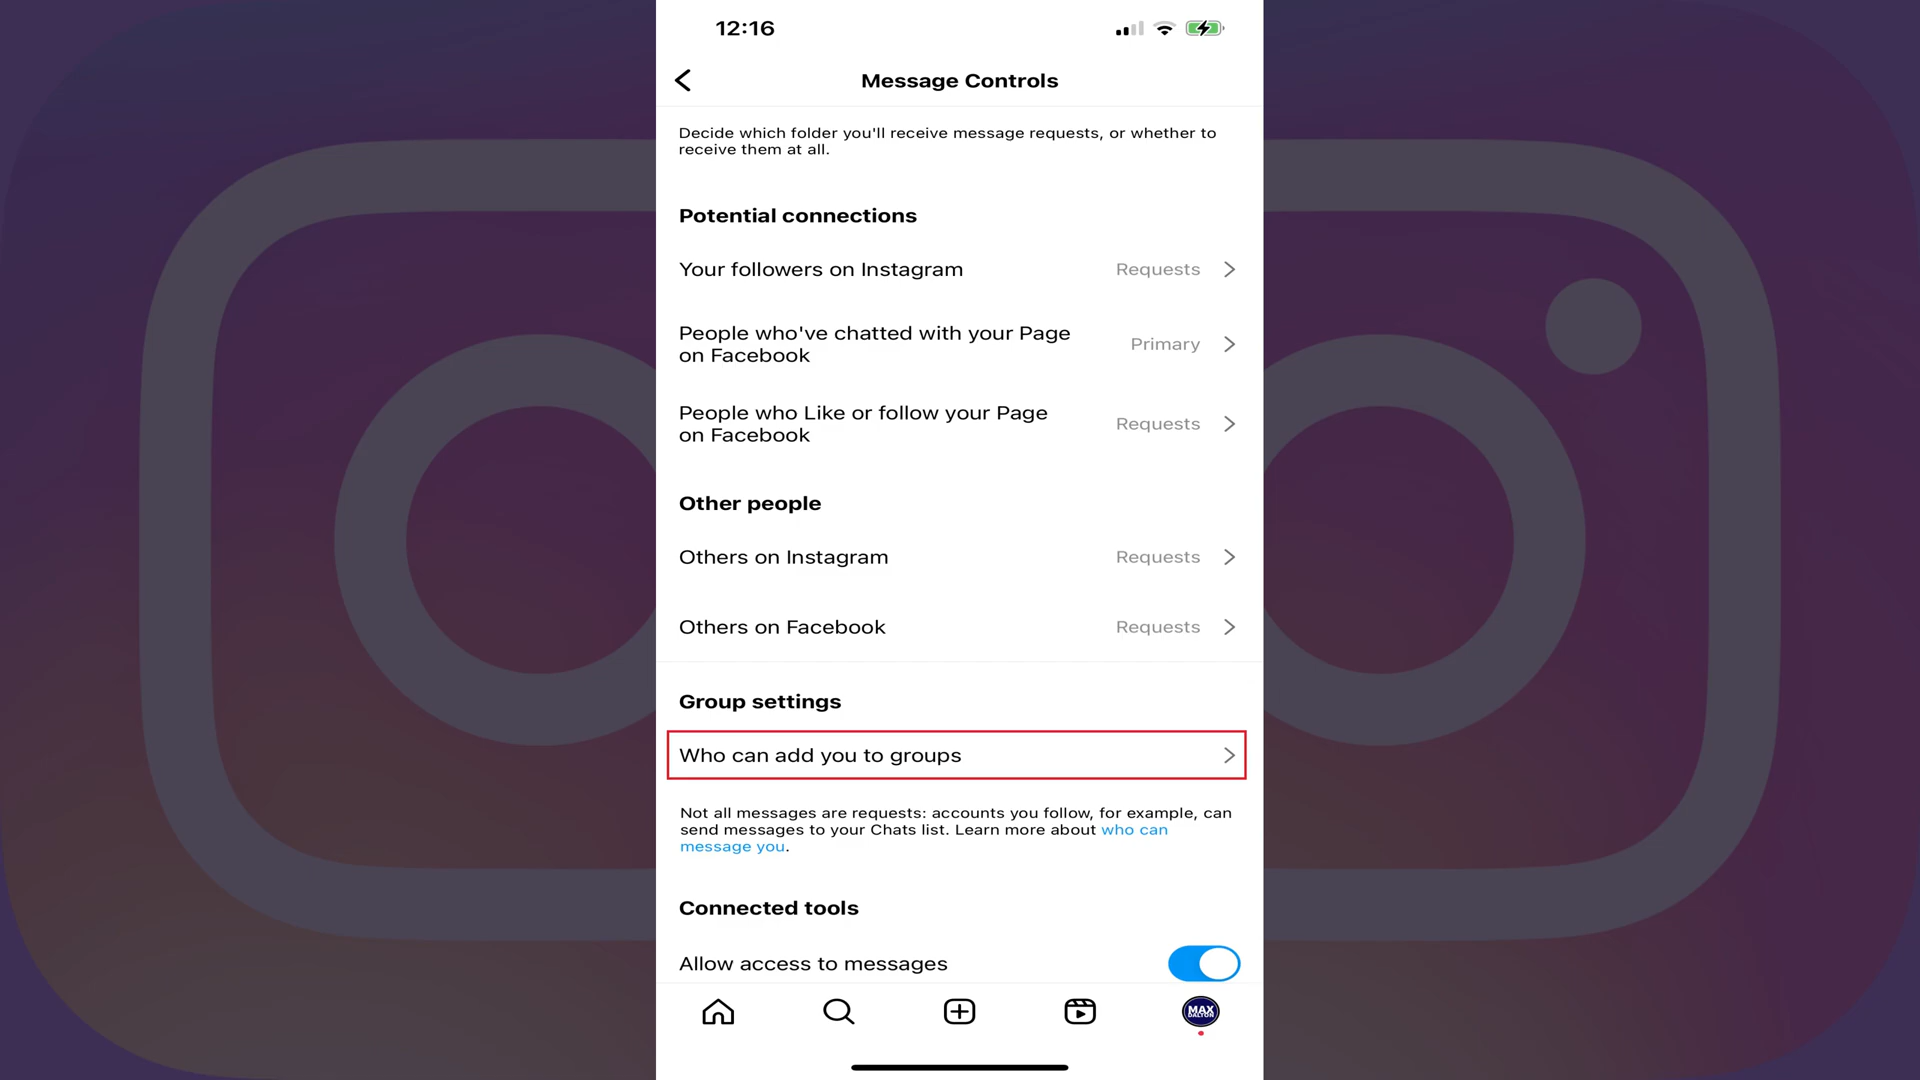 12:16
Message Controls
Decide which folder you'll receive message requests, or whether to
receive them at all.
Potential connections
Your followers on Instagram Requests
People who've chatted with your Page
on Facebook
Primary
People who Like or follow your Page
on Facebook
Requests
Other people
Others on Instagram Requests
Others on Facebook Requests
Group settings
Who can add you to groups
Not all messages are requests: accounts you follow, for example, can
send messages to your Chats list. Learn more about who can
message you.
Connected tools
Allow access to messages
MAX
DALTON